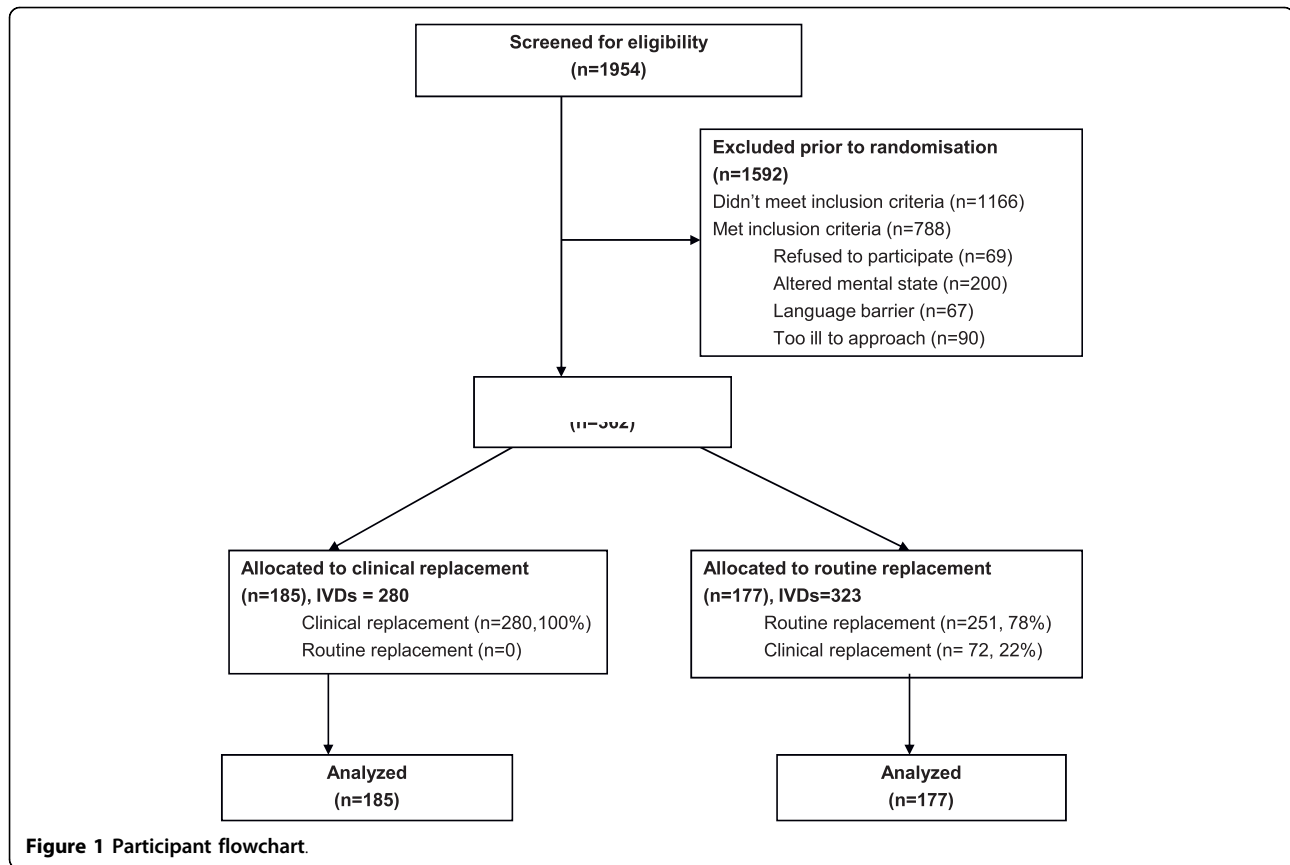 Screened for eligibility
(n=1954)
Excluded prior to randomisation
(n=1592)
Didn't meet inclusion criteria (n=1166)
Met inclusion criteria (n=788)
Refused to participate (n=69)
Altered mental state (n=200)
Language barrier (n=67)
Too ill to approach (n=90)
(n=362)
Allocated to clinical replacement
(n=185), IVDs = 280
Clinical replacement (n=280,100%)
Routine replacement (n=0)
Allocated to routine replacement
(n=177), IVDs=323
Routine replacement (n=251, 78%)
Clinical replacement (n= 72, 22%)
Analyzed
(n=185)
Analyzed
(n=177)
Figure 1 Participant flowchart.